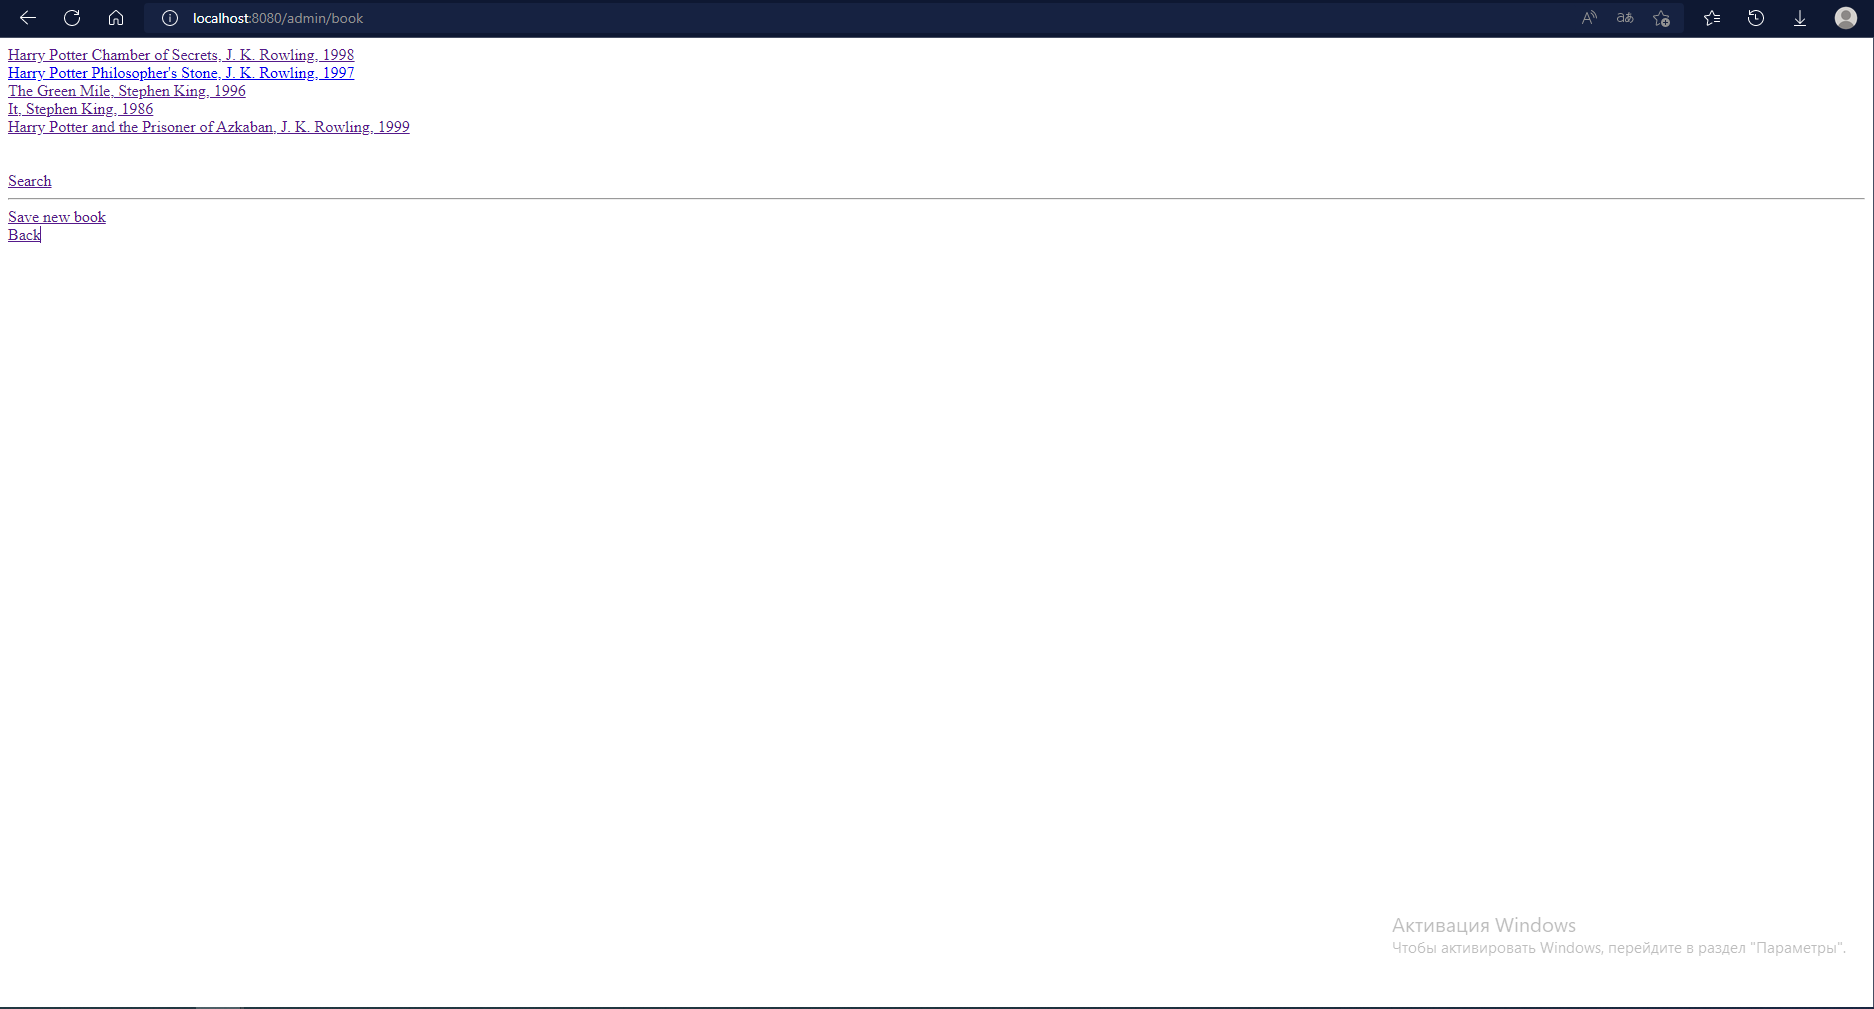 localhost:8080/admin/book
Harry Potter Chamber of Secrets, J. K. Rowling, 1998
Harry Potter Philosopher's Stone, J. K. Rowling, 1997
The Green Mile, Stephen King, 1996
It, Stephen King, 1986
Harry Potter and the Prisoner of Azkaban, J. K. Rowling, 1999
Search
Save new book
Back
Активация Windows
Чтобы активировать Windows, перейдите в раздел "Параметры".